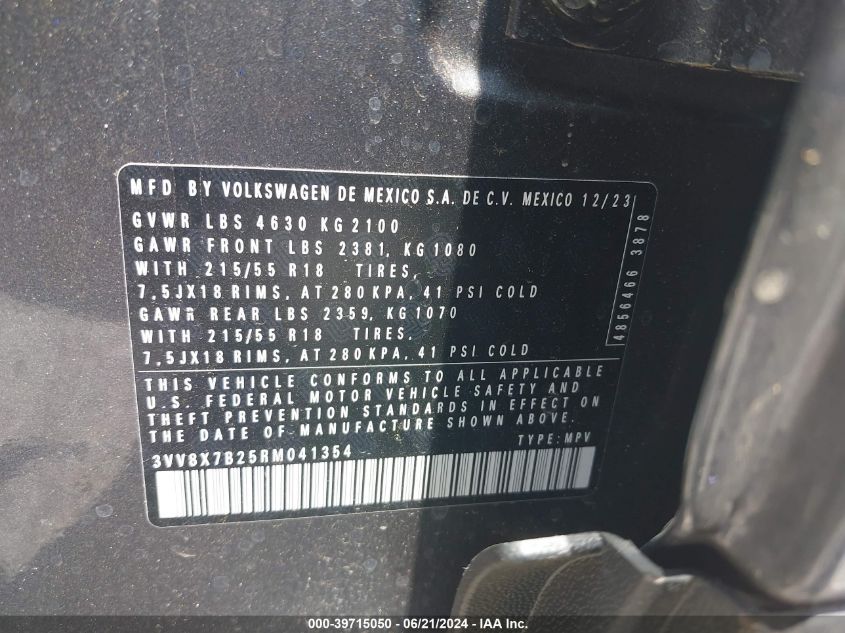 MFD BY VOLKSWAGEN DE MEXICO S.A. DE C.V. MEXICO 12/23
GVWR LBS 4630 KG 2100
GAWR FRONT LBS 2381, KG 1080
WITH 215/55 R18 TIRES,
7,5JX18 RIMS, AT 280 KPA, 41 PSI COLD
GAWR REAR LBS 2359, KG 1070
WITH 215/55 R18 TIRES,
7,5JX18 RIMS, AT 280 KPA, 41 PSI COLD
4856466 3878
THIS VEHICLE CONFORMS TO ALL APPLICABLE
U.S. FEDERAL MOTOR VEHICLE SAFETY AND
THEFT PREVENTION STANDARDS IN EFFECT ON
THE DATE OF MANUFACTURE SHOWN ABOVE.
3VV8X7B25RM041354 TYPE: MPV
000-39715050 - 06/21/2024 - IAA Inc.